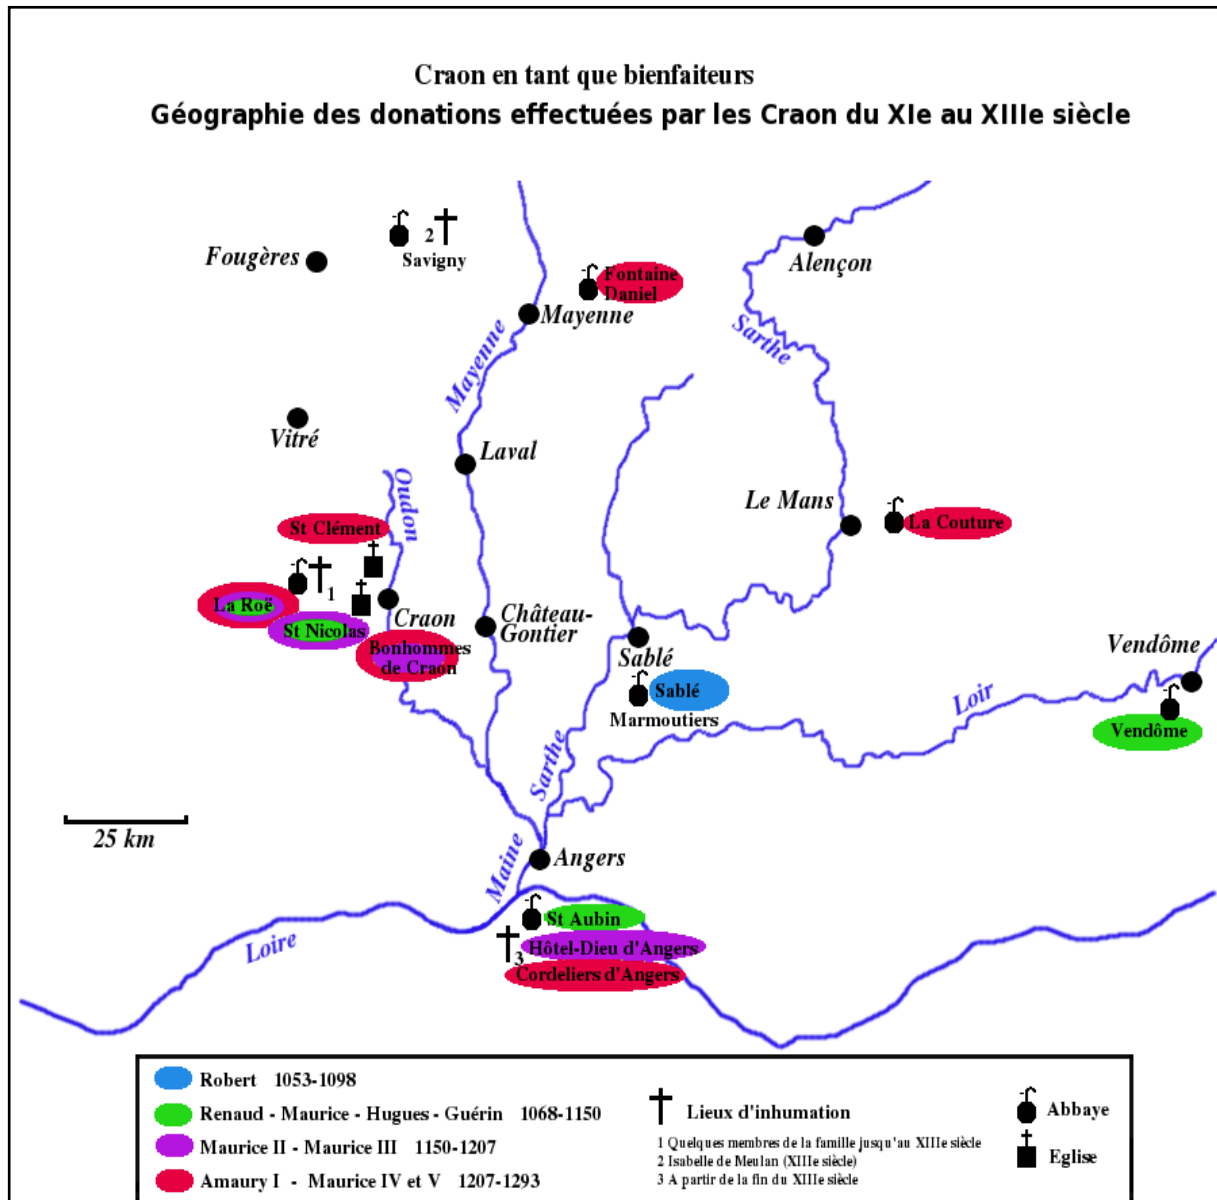 Craon en tant que bienfaiteurs
Géographie des donations effectuées par les Craon du XIe au XIIIe siècle
Fougères
2
Savigny
Fontaine
Daniel
Alençon
Mayenne
Mayenne
Sarthe
Vitré
Laval
Oudon
Le Mans
La Couture
St Clément
1
La Roë
St Nicolas
Craon
Bonhommes
de Craon
Château-
Gontier
Sablé
Sablé
Marmoutiers
Vendôme
Vendôme
Loir
Sarthe
25 km
Maine
Angers
Loire
St Aubin
Hôtel-Dieu d'Angers
3
Cordeliers d'Angers
Robert 1053-1098
Renaud - Maurice - Hugues - Guérin 1068-1150
Maurice II - Maurice III 1150-1207
Amaury I - Maurice IV et V 1207-1293
Lieux d'inhumation
1 Quelques membres de la famille jusqu'au XIIIe siècle
2 Isabelle de Meulan (XIIIe siècle)
3 A partir de la fin du XIIIe siècle
Abbaye
Eglise